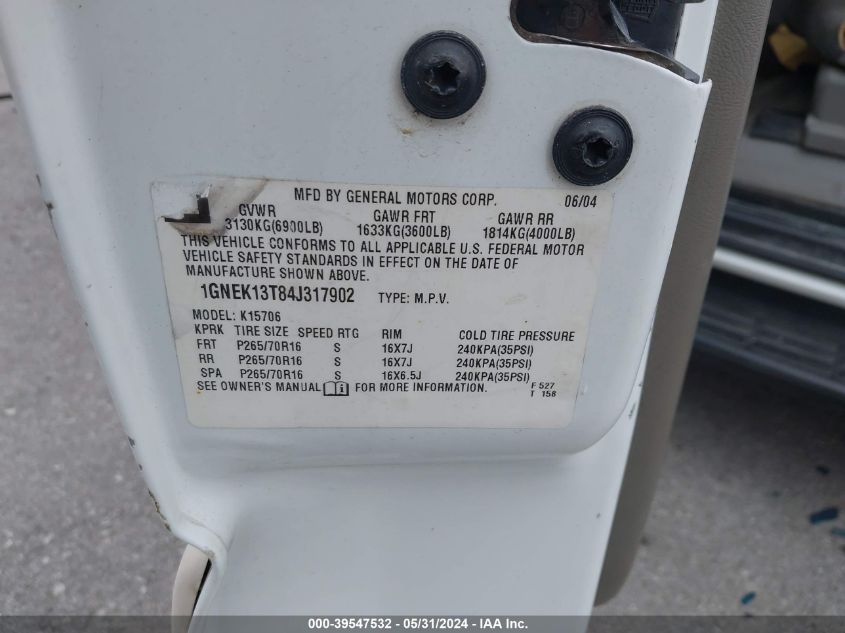 MFD BY GENERAL MOTORS CORP. 06/04
GVWR GAWR FRT GAWR RR
3130KG(6900LB) 1633KG(3600LB) 1814KG(4000LB)
THIS VEHICLE CONFORMS TO ALL APPLICABLE U.S. FEDERAL MOTOR
VEHICLE SAFETY STANDARDS IN EFFECT ON THE DATE OF
MANUFACTURE SHOWN ABOVE.
1GNEK13T84J317902 TYPE: M.P.V.
MODEL: K15706
KPRK TIRE SIZE SPEED RTG RIM COLD TIRE PRESSURE
FRT P265/70R16 S 16X7J 240KPA(35PSI)
RR P265/70R16 S 16X7J 240KPA(35PSI)
SPA P265/70R16 S 16X6.5J 240KPA(35PSI)
SEE OWNER'S MANUAL FOR MORE INFORMATION. F 527
T 158
000-39547532 - 05/31/2024 - IAA Inc.